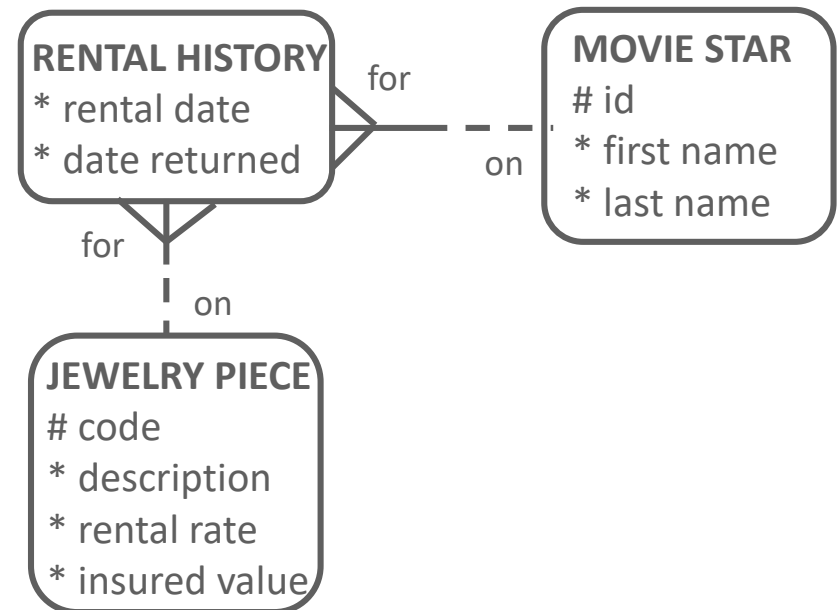 RENTAL HISTORY
* rental date
* date returned
for
on
MOVIE STAR
# id
* first name
* last name
for
on
JEWELRY PIECE
# code
* description
* rental rate
* insured value